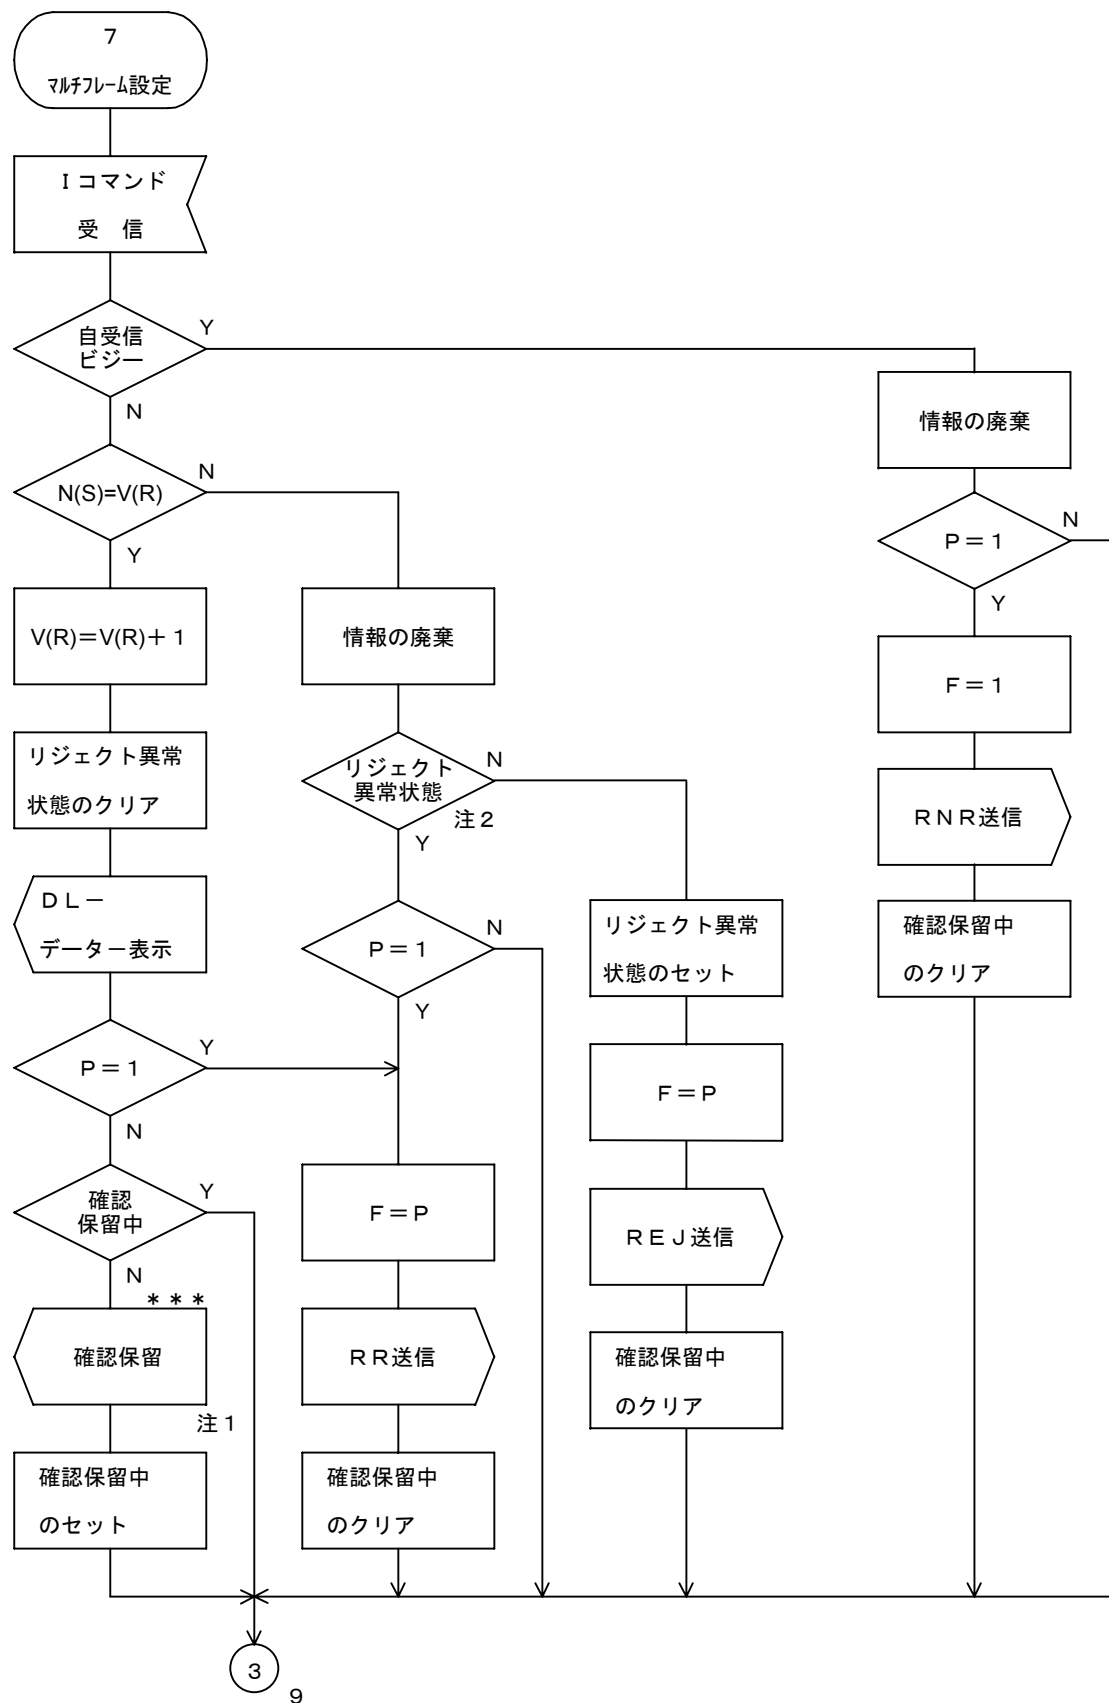 7
マルチフレーム設定
Iコマンド
受　信
自受信
ビジー
Y
N
N(S)=V(R)
N
Y
V(R)=V(R)+1
リジェクト異常
状態のクリア
DL－
データー表示
P=1
Y
N
確認
保留中
Y
N
＊＊＊
確認保留
注1
確認保留中
のセット
情報の廃棄
リジェクト
異常状態
N
注2
Y
P=1
N
Y
F=P
RR送信
確認保留中
のクリア
リジェクト異常
状態のセット
F=P
REJ送信
確認保留中
のクリア
情報の廃棄
P=1
N
Y
F=1
RNR送信
確認保留中
のクリア
3
9